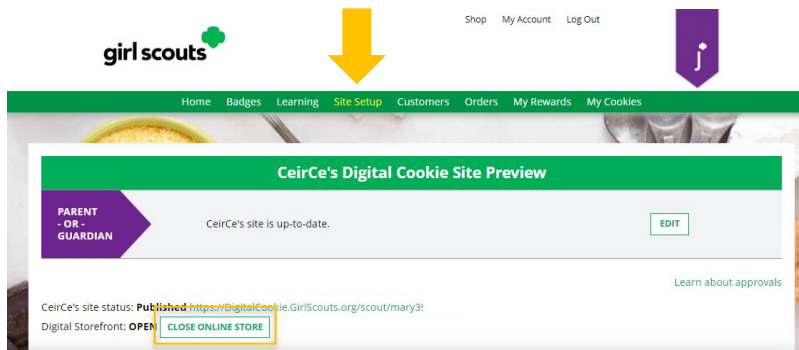 Shop My Account Log Out
girl scouts
j
Home Badges Learning Site Setup Customers Orders My Rewards My Cookies
CeirCe's Digital Cookie Site Preview
PARENT
- OR -
GUARDIAN
CeirCe's site is up-to-date.
EDIT
Learn about approvals
CeirCe's site status: Published https://DigitalCookie.GirlScouts.org/scout/mary3
Digital Storefront: OPEN CLOSE ONLINE STORE